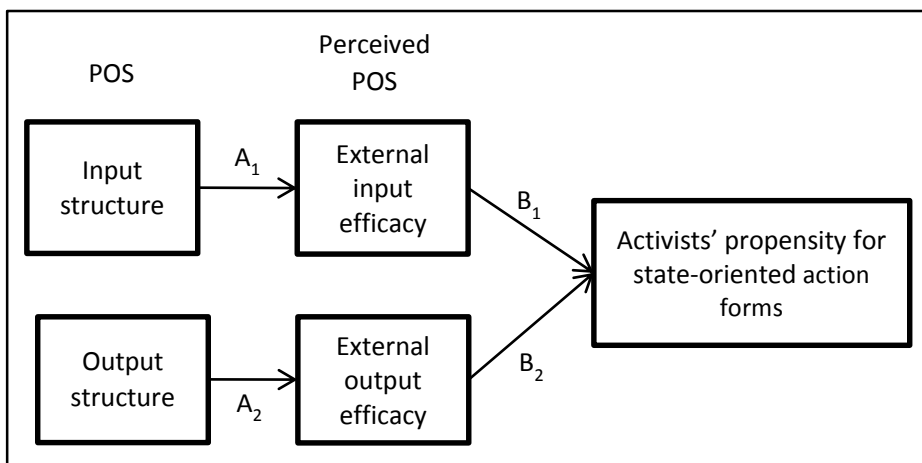 POS
Perceived
POS
Input
structure
A₁
External
input
efficacy
B₁
Activists’ propensity for
state-oriented action
forms
Output
structure
A₂
External
output
efficacy
B₂